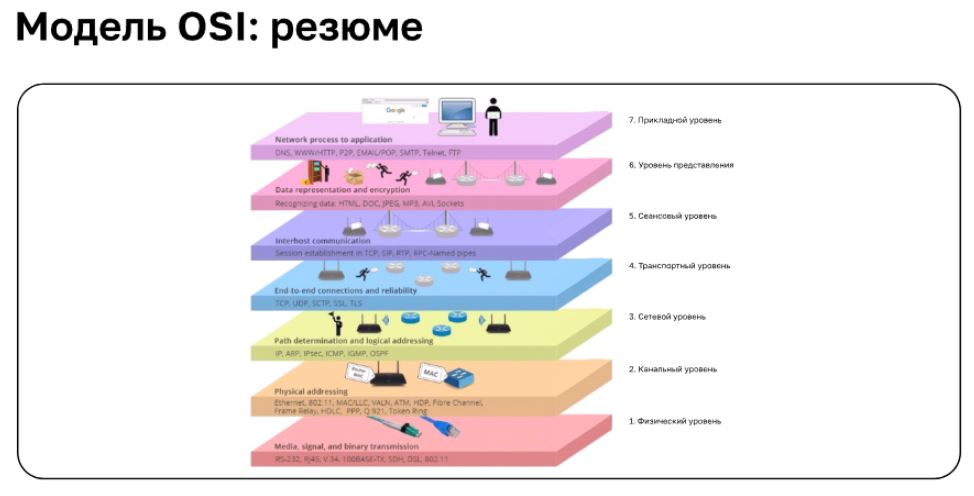 Модель OSI: резюме
Google
Network process to application
DNS, WWW/HTTP, P2P, EMAIL/POP, SMTP, Telnet, FTP
7. Прикладной уровень
Data representation and encryption
Recognizing data: HTML, DOC, JPEG, MP3, AVI, Sockets
6. Уровень представления
Interhost communication
Session establishment in TCP, SIP, RTP, RPC-Named pipes
5. Сеансовый уровень
End-to-end connections and reliability
TCP, UDP, SCTP, SSL, TLS
4. Транспортный уровень
Path determination and logical addressing
IP, ARP, IPsec, ICMP, IGMP, OSPF
3. Сетевой уровень
Router MAC
MAC
Physical addressing
Ethernet, 802.11, MAC/LLC, VALN, ATM, HDP, Fibre Channel,
Frame Relay, HDLC, PPP, Q.921, Token Ring
2. Канальный уровень
Media, signal, and binary transmission
RS-232, RJ45, V.34, 100BASE-TX, SDH, DSL, 802.11
1. Физический уровень